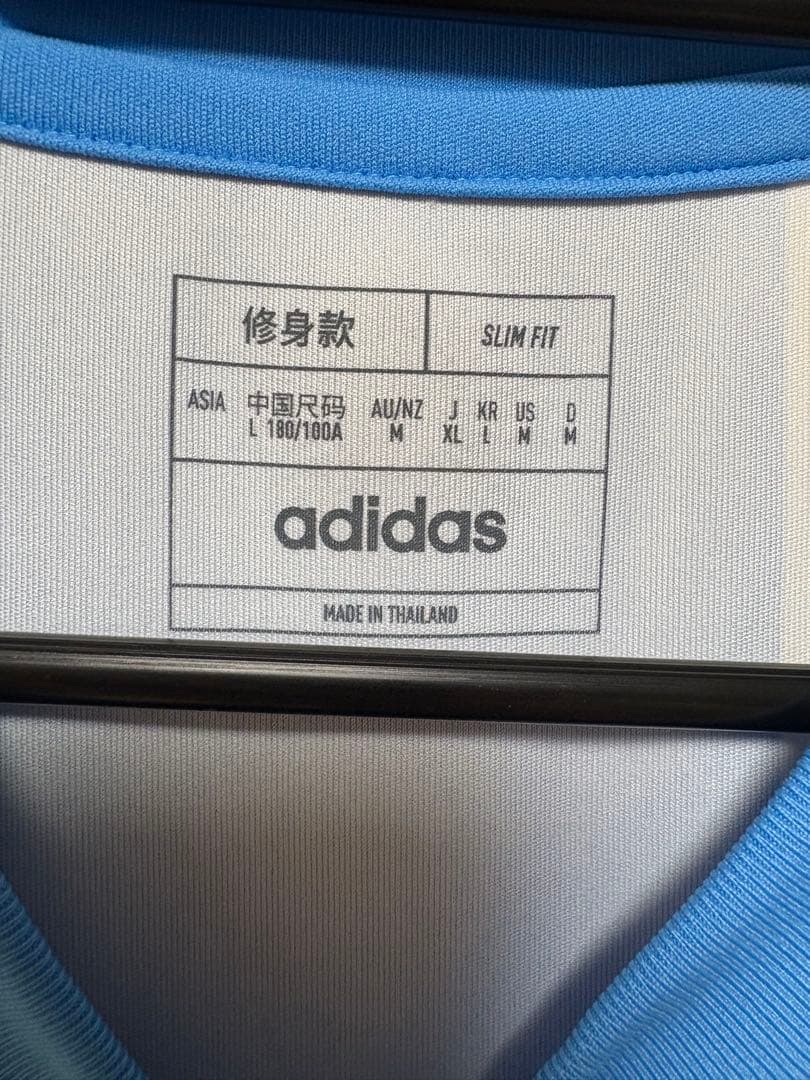 修身款 SLIM FIT
ASIA 中国尺码 AU/NZ J KR US D
L 180/100A M XL L M M
adidas
MADE IN THAILAND